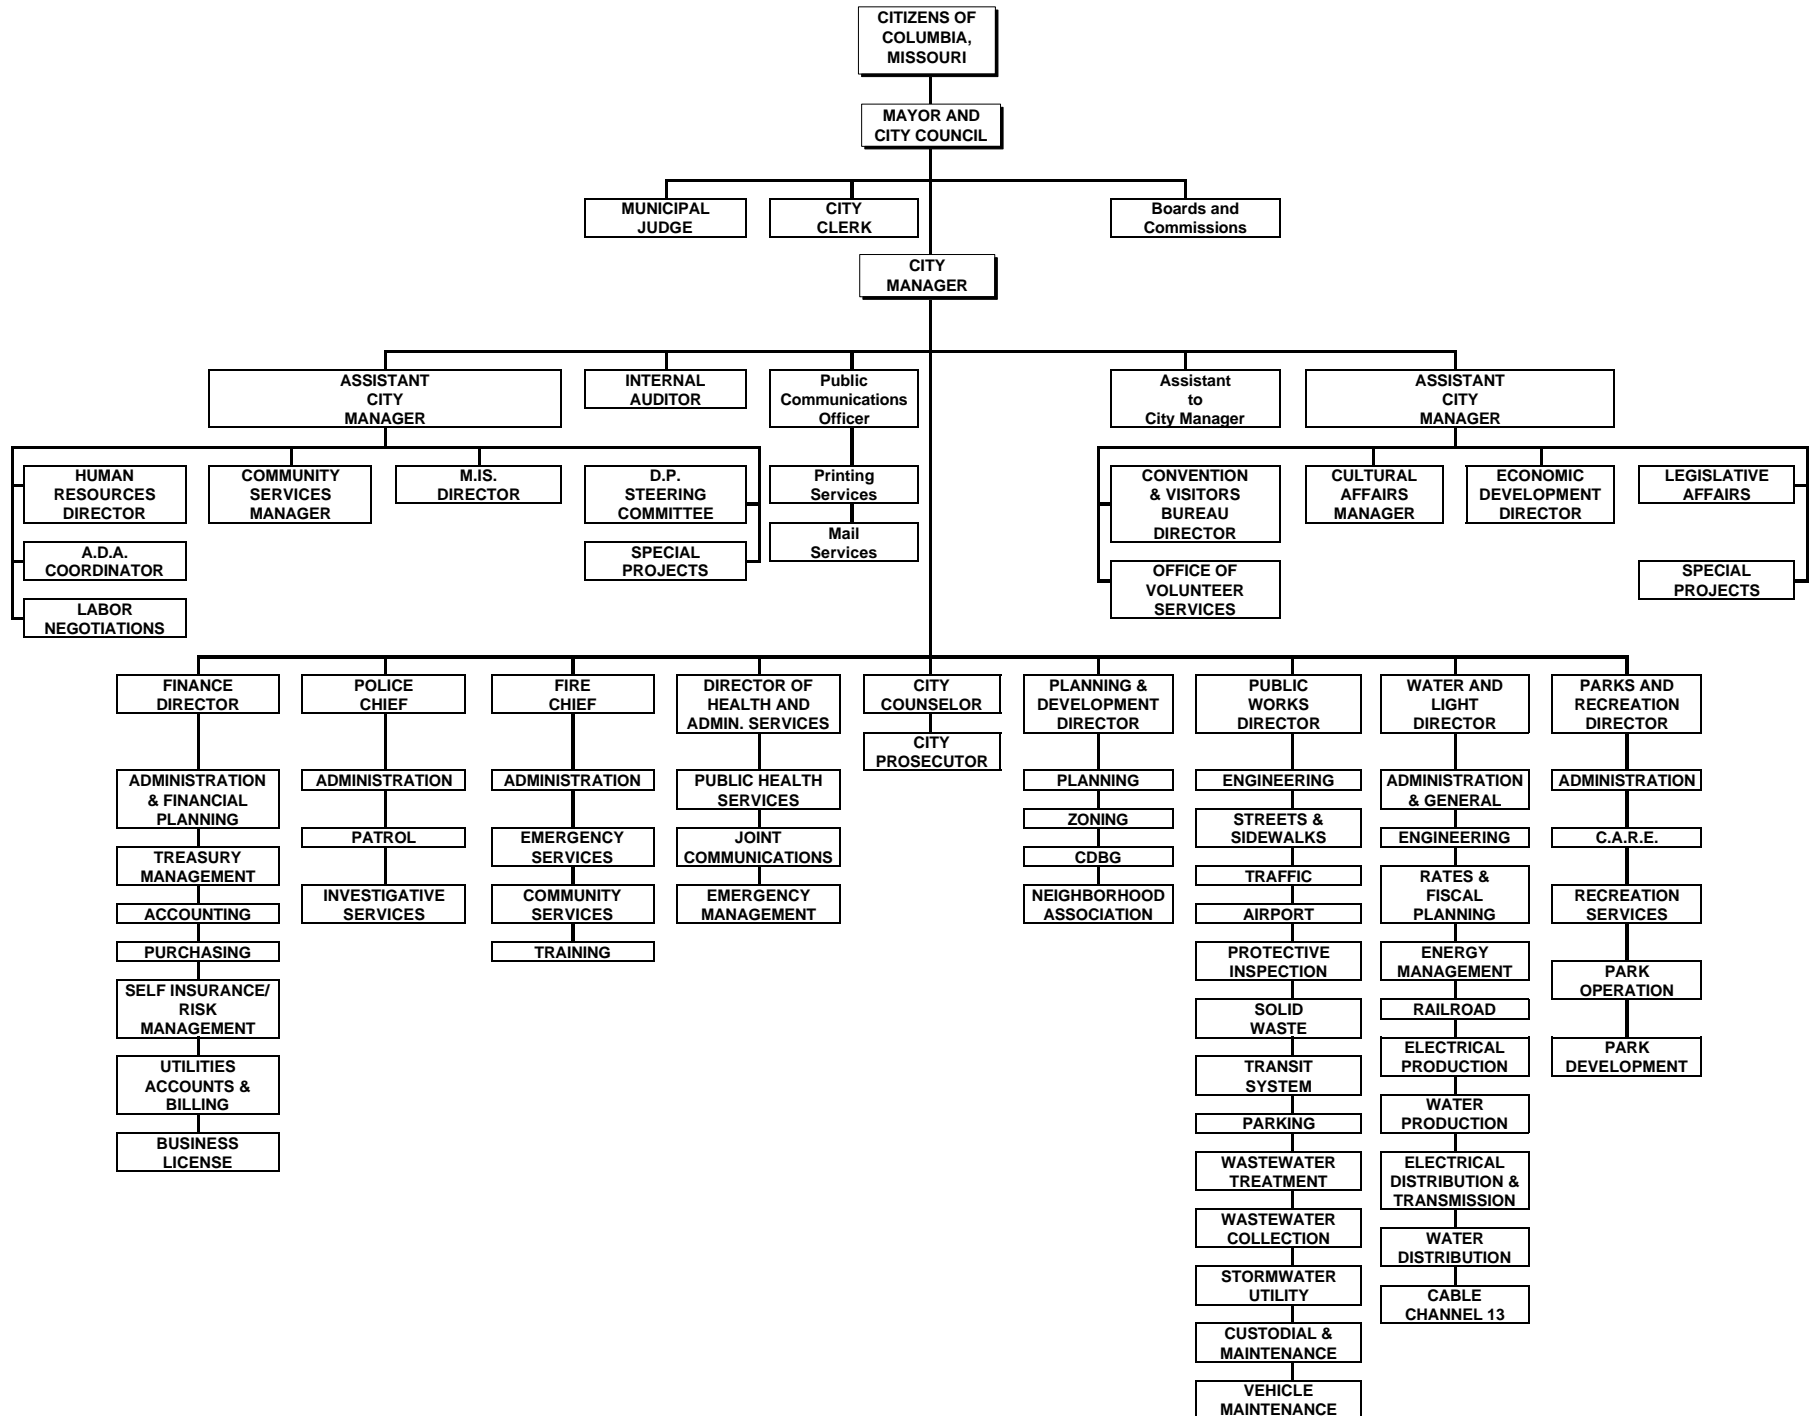 CITIZENS OF
COLUMBIA,
MISSOURI
MAYOR AND
CITY COUNCIL
MUNICIPAL
JUDGE
CITY
CLERK
Boards and
Commissions
CITY
MANAGER
ASSISTANT
CITY
MANAGER
INTERNAL
AUDITOR
Public
Communications
Officer
Assistant
to
City Manager
ASSISTANT
CITY
MANAGER
HUMAN
RESOURCES
DIRECTOR
COMMUNITY
SERVICES
MANAGER
M.IS.
DIRECTOR
D.P.
STEERING
COMMITTEE
Printing
Services
CONVENTION
& VISITORS
BUREAU
DIRECTOR
CULTURAL
AFFAIRS
MANAGER
ECONOMIC
DEVELOPMENT
DIRECTOR
LEGISLATIVE
AFFAIRS
A.D.A.
COORDINATOR
SPECIAL
PROJECTS
Mail
Services
OFFICE OF
VOLUNTEER
SERVICES
SPECIAL
PROJECTS
LABOR
NEGOTIATIONS
FINANCE
DIRECTOR
POLICE
CHIEF
FIRE
CHIEF
DIRECTOR OF
HEALTH AND
ADMIN. SERVICES
CITY
COUNSELOR
PLANNING &
DEVELOPMENT
DIRECTOR
PUBLIC
WORKS
DIRECTOR
WATER AND
LIGHT
DIRECTOR
PARKS AND
RECREATION
DIRECTOR
ADMINISTRATION
& FINANCIAL
PLANNING
TREASURY
MANAGEMENT
ACCOUNTING
PURCHASING
SELF INSURANCE/
RISK
MANAGEMENT
UTILITIES
ACCOUNTS &
BILLING
BUSINESS
LICENSE
ADMINISTRATION
PATROL
INVESTIGATIVE
SERVICES
ADMINISTRATION
EMERGENCY
SERVICES
COMMUNITY
SERVICES
TRAINING
PUBLIC HEALTH
SERVICES
JOINT
COMMUNICATIONS
EMERGENCY
MANAGEMENT
CITY
PROSECUTOR
PLANNING
ZONING
CDBG
NEIGHBORHOOD
ASSOCIATION
ENGINEERING
STREETS &
SIDEWALKS
TRAFFIC
AIRPORT
PROTECTIVE
INSPECTION
SOLID
WASTE
TRANSIT
SYSTEM
PARKING
WASTEWATER
TREATMENT
WASTEWATER
COLLECTION
STORMWATER
UTILITY
CUSTODIAL &
MAINTENANCE
VEHICLE
MAINTENANCE
ADMINISTRATION
& GENERAL
ENGINEERING
RATES &
FISCAL
PLANNING
ENERGY
MANAGEMENT
RAILROAD
ELECTRICAL
PRODUCTION
WATER
PRODUCTION
ELECTRICAL
DISTRIBUTION &
TRANSMISSION
WATER
DISTRIBUTION
CABLE
CHANNEL 13
ADMINISTRATION
C.A.R.E.
RECREATION
SERVICES
PARK
OPERATION
PARK
DEVELOPMENT